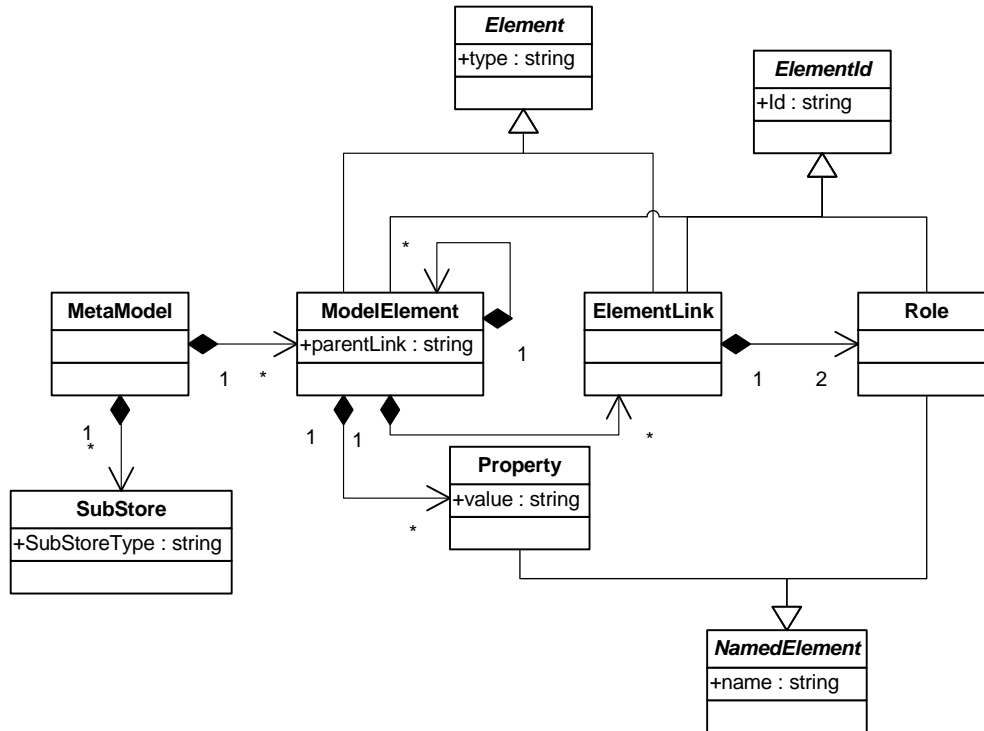 Element
+type : string
ElementId
+Id : string
*
MetaModel
ModelElement
+parentLink : string
ElementLink
Role
1
*
1
1
2
1
*
1
1
*
Property
+value : string
*
SubStore
+SubStoreType : string
NamedElement
+name : string